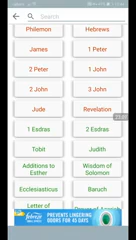 Search
Philemon Hebrews
James 1 Peter
2 Peter 1 John
2 John 3 John
Jude Revelation
1 Esdras 2 Esdras
Tobit Judith
Additions to Esther Wisdom of Solomon
Ecclesiasticus Baruch
Letter of
PREVENTS LINGERING
ODORS FOR 45 DAYS